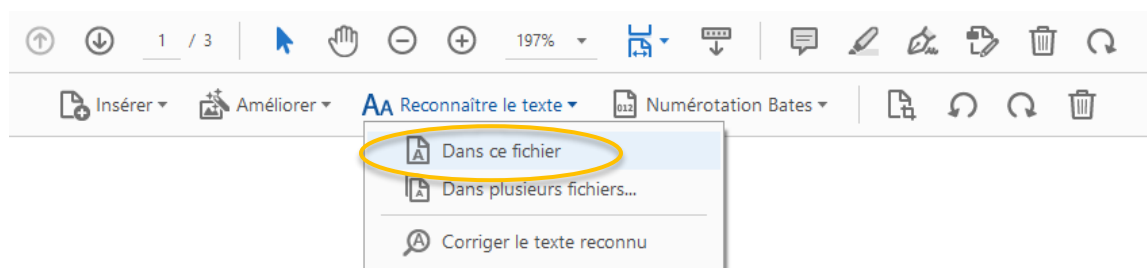 1 / 3 197%
Insérer AA Reconnaître le texte Améliorer Numérotation Bates
Dans ce fichier
Dans plusieurs fichiers...
Corriger le texte reconnu